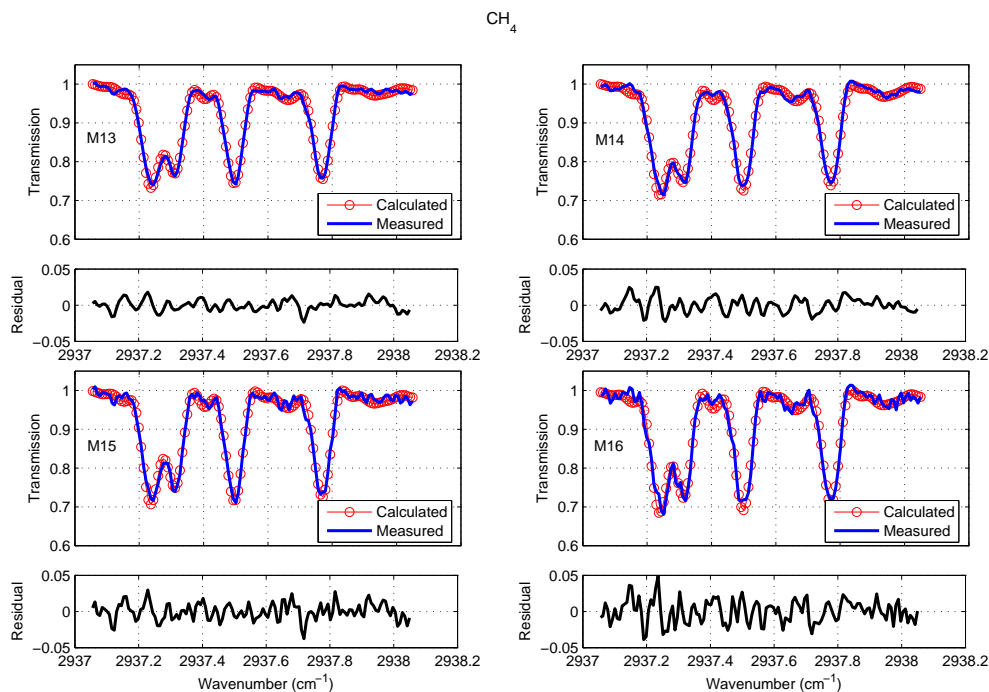 CH4
1
0.9
0.8
0.7
0.6
Transmission
M13
Calculated
Measured
0.05
0
−0.05
Residual
2937 2937.2 2937.4 2937.6 2937.8 2938 2938.2
1
0.9
0.8
0.7
0.6
Transmission
M14
Calculated
Measured
0.05
0
−0.05
Residual
2937 2937.2 2937.4 2937.6 2937.8 2938 2938.2
1
0.9
0.8
0.7
0.6
Transmission
M15
Calculated
Measured
0.05
0
−0.05
Residual
2937 2937.2 2937.4 2937.6 2937.8 2938 2938.2
Wavenumber (cm−1)
1
0.9
0.8
0.7
0.6
Transmission
M16
Calculated
Measured
0.05
0
−0.05
Residual
2937 2937.2 2937.4 2937.6 2937.8 2938 2938.2
Wavenumber (cm−1)